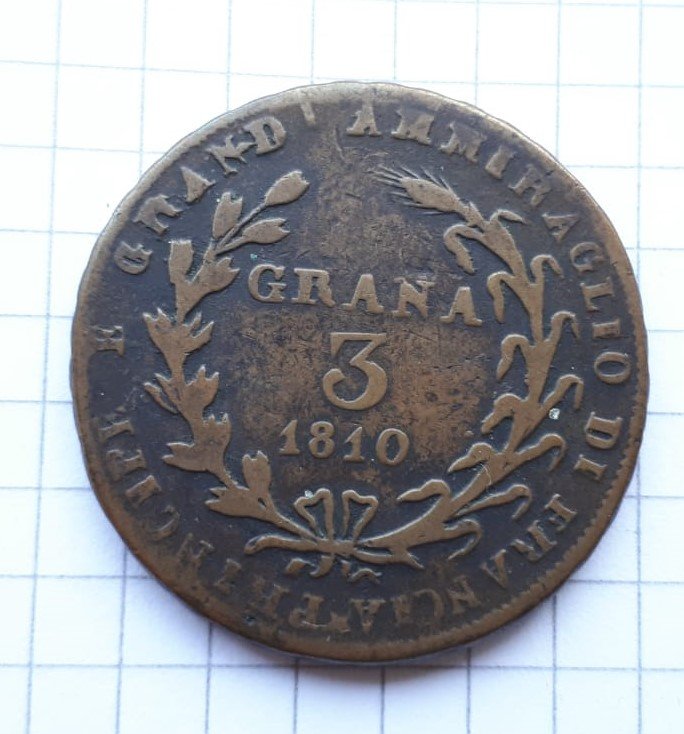 PRINCIPE E GRAND' AMMIRAGLIO DI FRANCIA
GRANA
3
1810